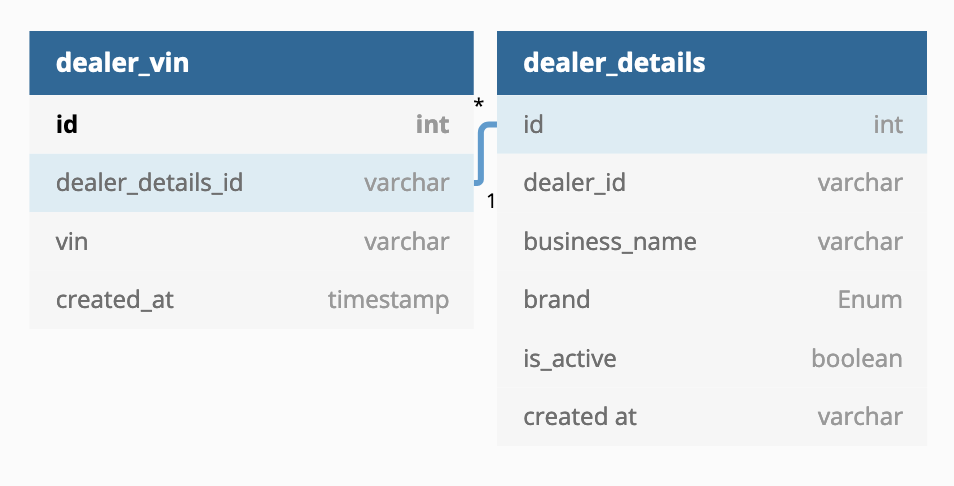 dealer_vin
id int
dealer_details_id varchar
vin varchar
created_at timestamp
*
1
dealer_details
id int
dealer_id varchar
business_name varchar
brand Enum
is_active boolean
created at varchar